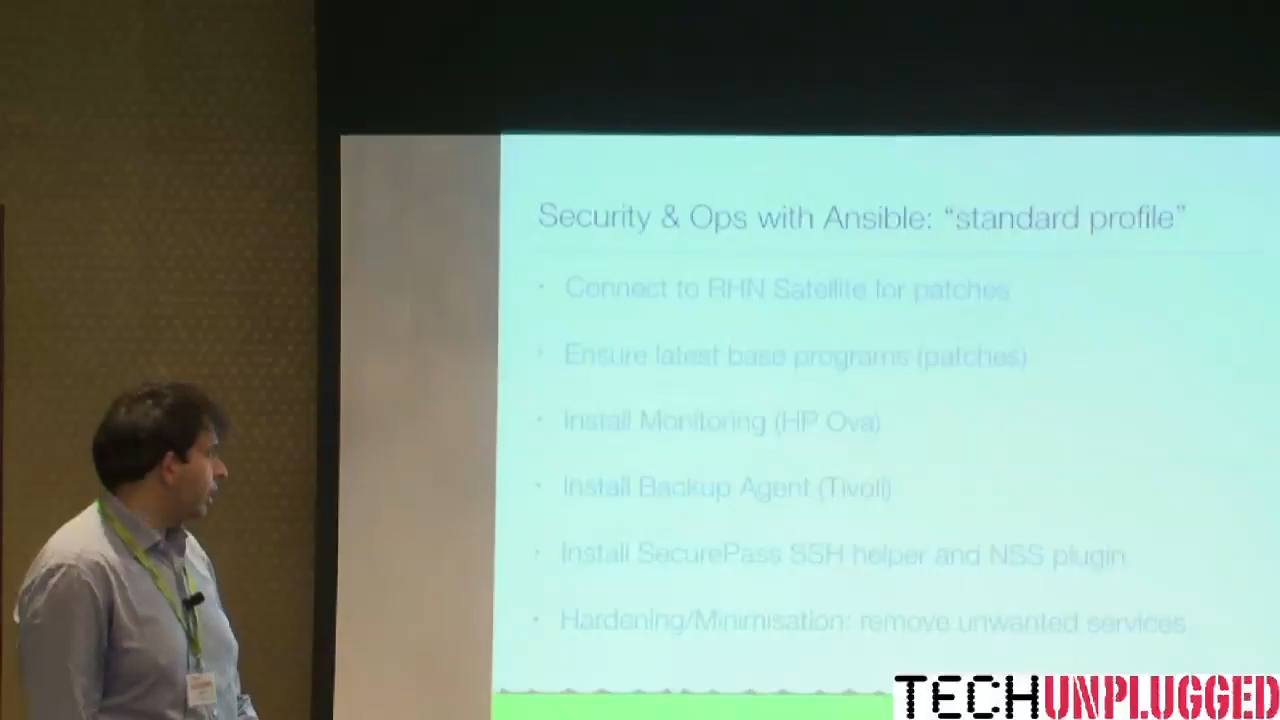 Security & Ops with Ansible: “standard profile”
· Connect to RHN Satellite for patches
· Ensure latest base programs (patches)
· Install Monitoring (HP Ova)
· Install Backup Agent (Tivoli)
· Install SecurePass SSH helper and NSS plugin
· Hardening/Minimisation: remove unwanted services
TECHUNPLUGGED